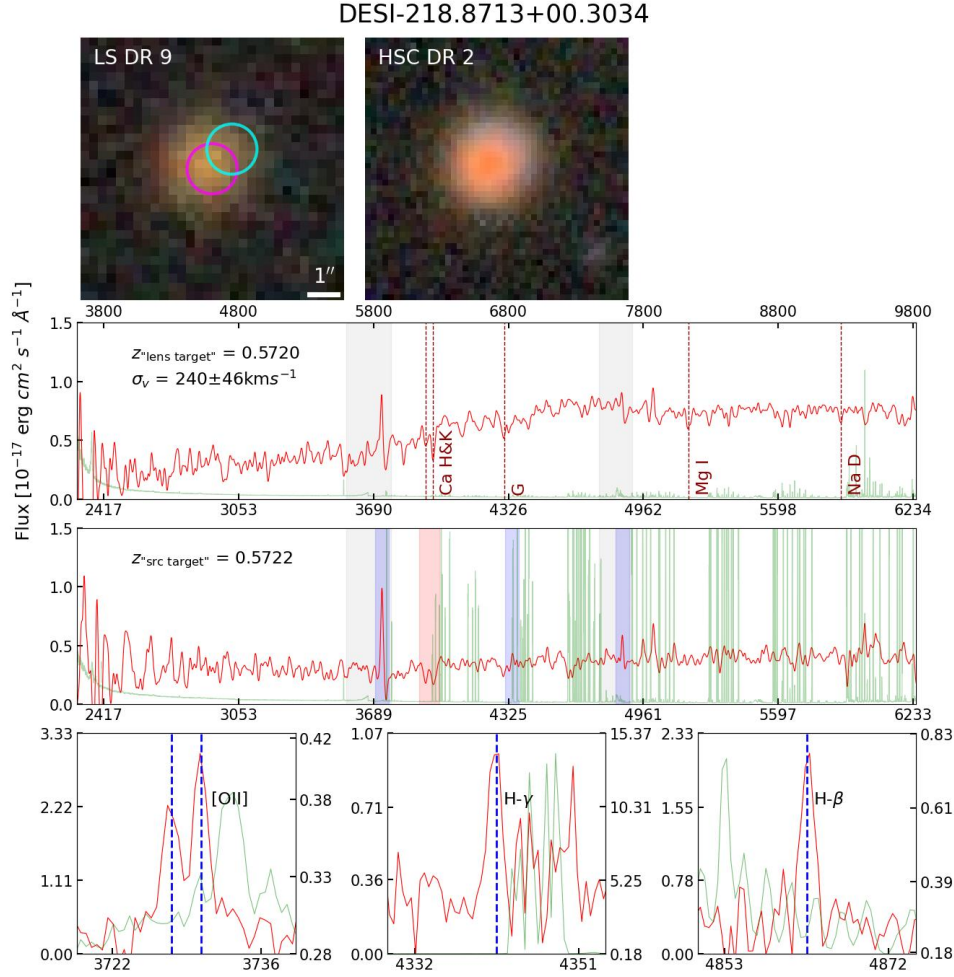 DESI-218.8713+00.3034
LS DR 9
HSC DR 2
1″
3800 4800 5800 6800 7800 8800 9800
Flux [10⁻¹⁷ erg cm² s⁻¹ Å⁻¹]
1.5
1.0
0.5
0.0
z"lens target" = 0.5720
σᵥ = 240±46kms⁻¹
Ca H&K
G
Mg I
Na D
2417 3053 3690 4326 4962 5598 6234
1.5
1.0
0.5
0.0
z"src target" = 0.5722
2417 3053 3689 4325 4961 5597 6233
3.33
2.22
1.11
0.00
[OII]
0.42
0.38
0.33
0.28
3722 3736
1.07
0.71
0.36
0.00
H-γ
15.37
10.31
5.25
0.18
4332 4351
2.33
1.55
0.78
0.00
H-β
0.83
0.61
0.39
0.18
4853 4872